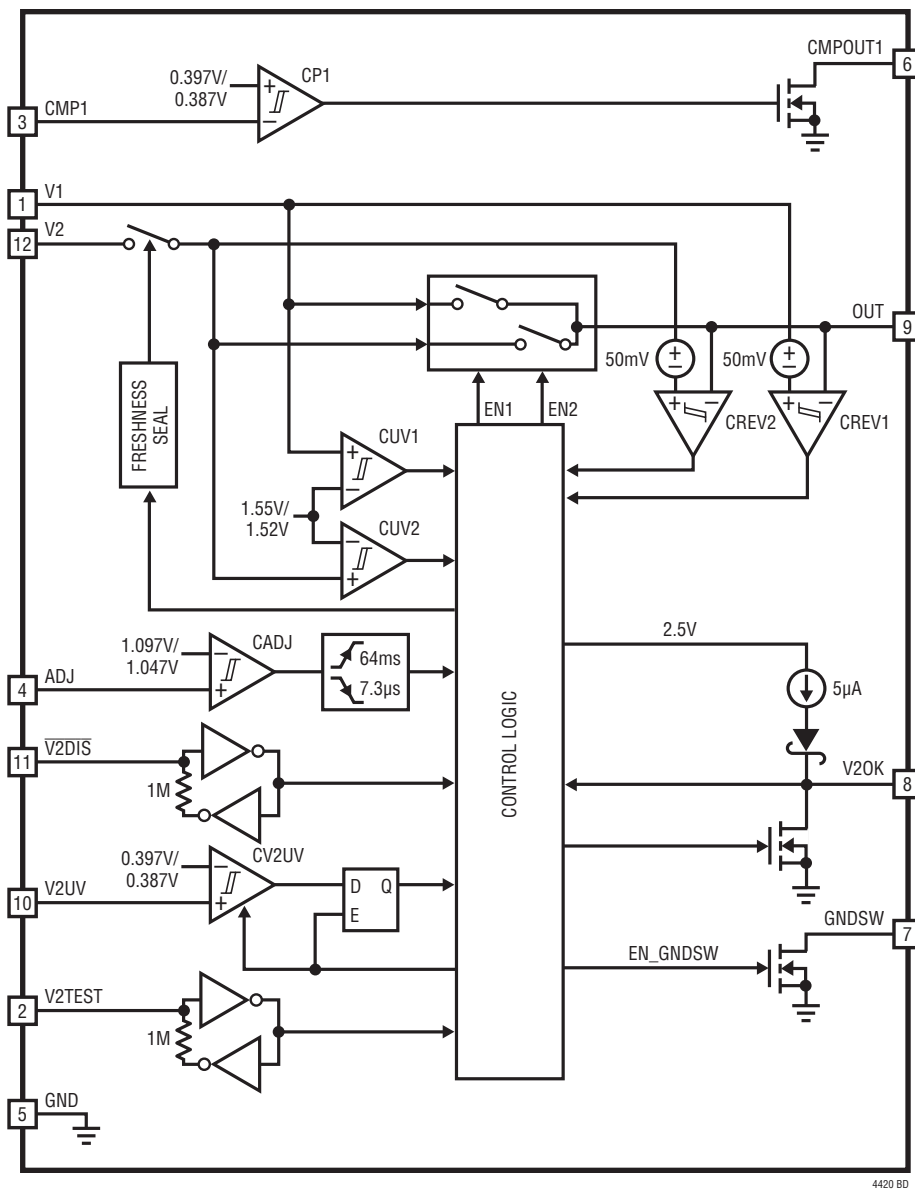 CMPOUT1
6
0.397V/
0.387V
CP1
+
−
3
CMP1
1
V1
12
V2
OUT
9
50mV
+
−
50mV
+
−
+
−
+
−
EN1
EN2
CREV2
CREV1
FRESHNESS
SEAL
CUV1
+
−
1.55V/
1.52V
CUV2
−
+
1.097V/
1.047V
CADJ
−
+
64ms
7.3µs
2.5V
4
ADJ
5µA
CONTROL LOGIC
11
V2DIS
1M
V2OK
8
0.397V/
0.387V
CV2UV
−
+
D Q
E
10
V2UV
GNDSW
7
EN_GNDSW
2
V2TEST
1M
5
GND
4420 BD